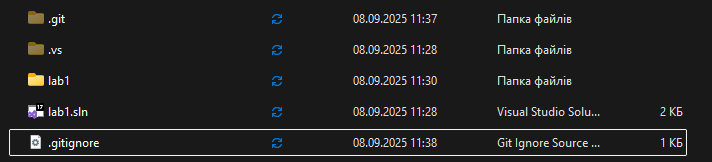 .git 08.09.2025 11:37 Папка файлів
.vs 08.09.2025 11:28 Папка файлів
lab1 08.09.2025 11:30 Папка файлів
lab1.sln 08.09.2025 11:28 Visual Studio Solu... 2 КБ
.gitignore 08.09.2025 11:38 Git Ignore Source ... 1 КБ